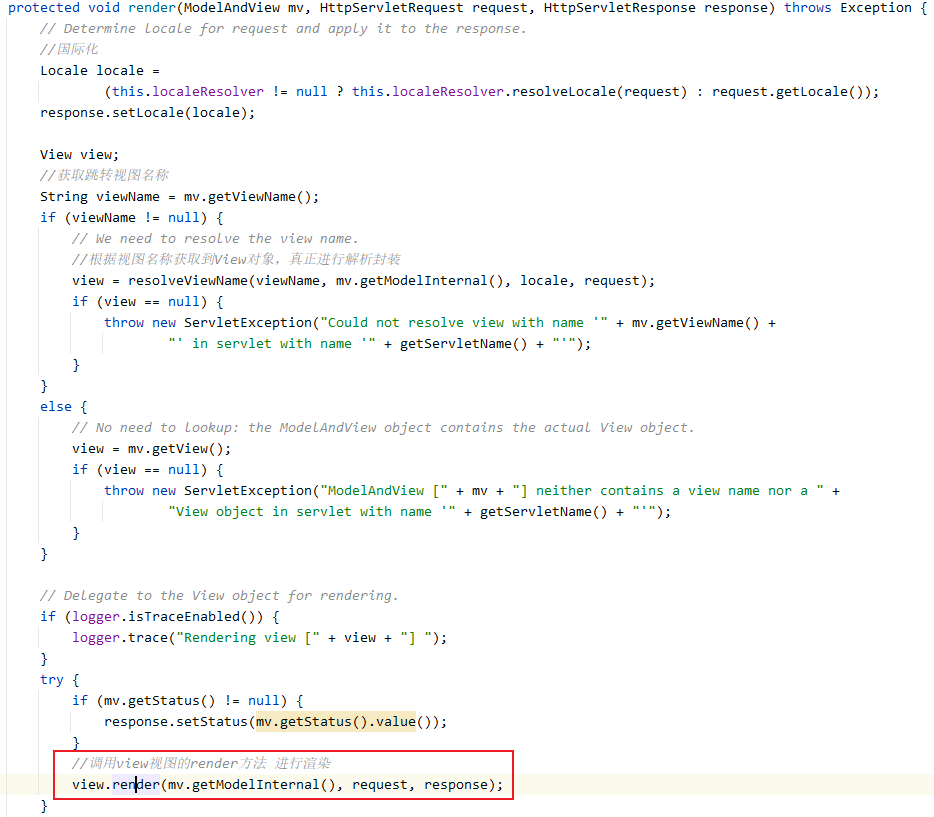 protected void render(ModelAndView mv, HttpServletRequest request, HttpServletResponse response) throws Exception {
// Determine locale for request and apply it to the response.
//国际化
Locale locale =
(this.localeResolver != null ? this.localeResolver.resolveLocale(request) : request.getLocale());
response.setLocale(locale);
View view;
//获取跳转视图名称
String viewName = mv.getViewName();
if (viewName != null) {
// We need to resolve the view name.
//根据视图名称获取到View对象，真正进行解析封装
view = resolveViewName(viewName, mv.getModelInternal(), locale, request);
if (view == null) {
throw new ServletException("Could not resolve view with name '" + mv.getViewName() +
"' in servlet with name '" + getServletName() + "'");
}
}
else {
// No need to lookup: the ModelAndView object contains the actual View object.
view = mv.getView();
if (view == null) {
throw new ServletException("ModelAndView [" + mv + "] neither contains a view name nor a " +
"View object in servlet with name '" + getServletName() + "'");
}
}
// Delegate to the View object for rendering.
if (logger.isTraceEnabled()) {
logger.trace("Rendering view [" + view + "] ");
}
try {
if (mv.getStatus() != null) {
response.setStatus(mv.getStatus().value());
}
//调用view视图的render方法 进行渲染
view.render(mv.getModelInternal(), request, response);
}